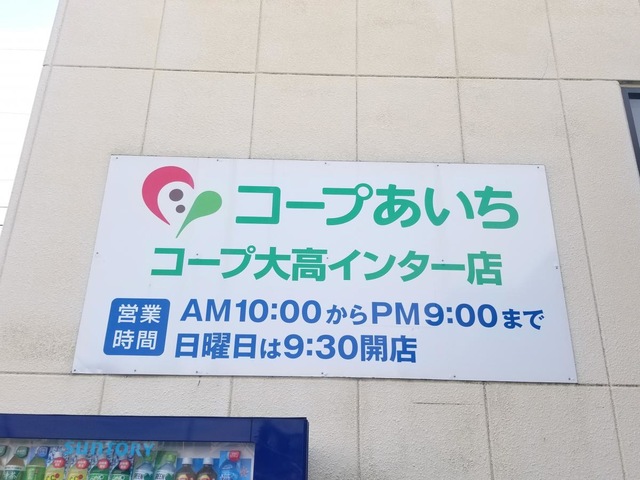 コープあいち
コープ大高インター店
営業時間
AM10:00からPM9:00まで
日曜日は9:30開店
SUNTORY